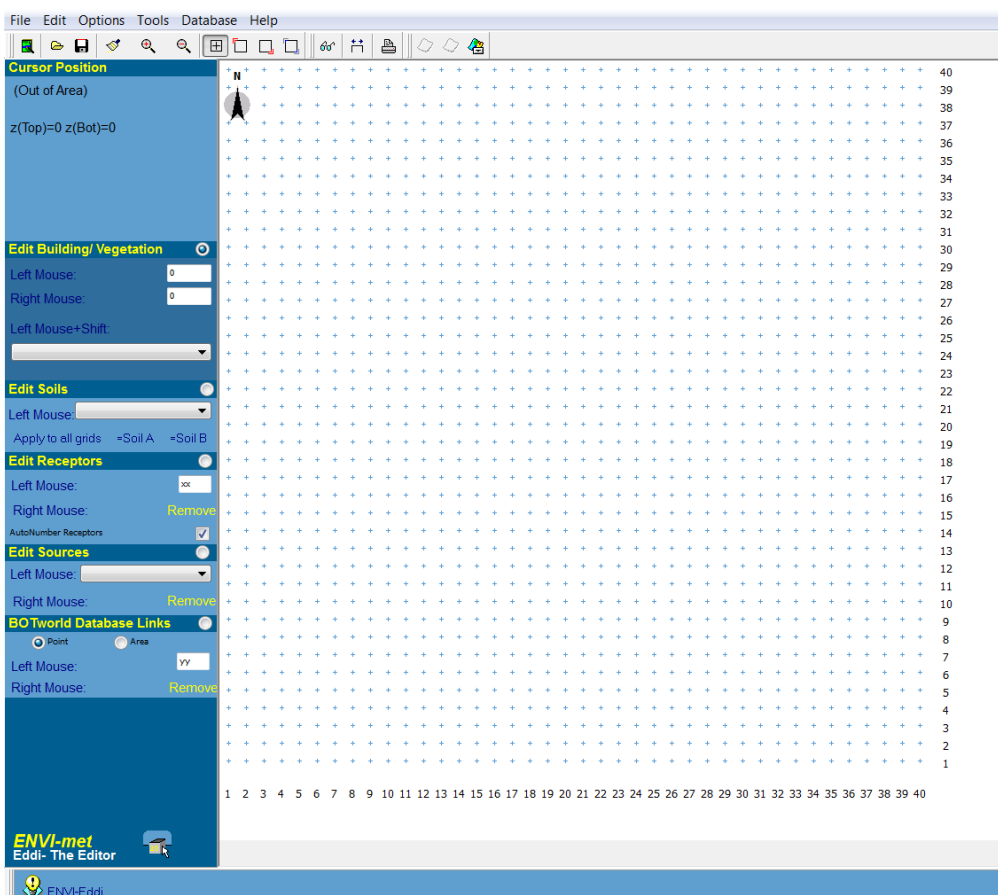 File Edit Options Tools Database Help
Cursor Position
(Out of Area)
z(Top)=0 z(Bot)=0
Edit Building/ Vegetation
Left Mouse: 0
Right Mouse: 0
Left Mouse+Shift:
Edit Soils
Left Mouse:
Apply to all grids =Soil A =Soil B
Edit Receptors
Left Mouse: xx
Right Mouse: Remove
AutoNumber Receptors
Edit Sources
Left Mouse:
Right Mouse: Remove
BOTworld Database Links
Point Area
Left Mouse: yy
Right Mouse: Remove
ENVI-met
Eddi- The Editor
ENVI-Eddi
N
40
39
38
37
36
35
34
33
32
31
30
29
28
27
26
25
24
23
22
21
20
19
18
17
16
15
14
13
12
11
10
9
8
7
6
5
4
3
2
1
1 2 3 4 5 6 7 8 9 10 11 12 13 14 15 16 17 18 19 20 21 22 23 24 25 26 27 28 29 30 31 32 33 34 35 36 37 38 39 40